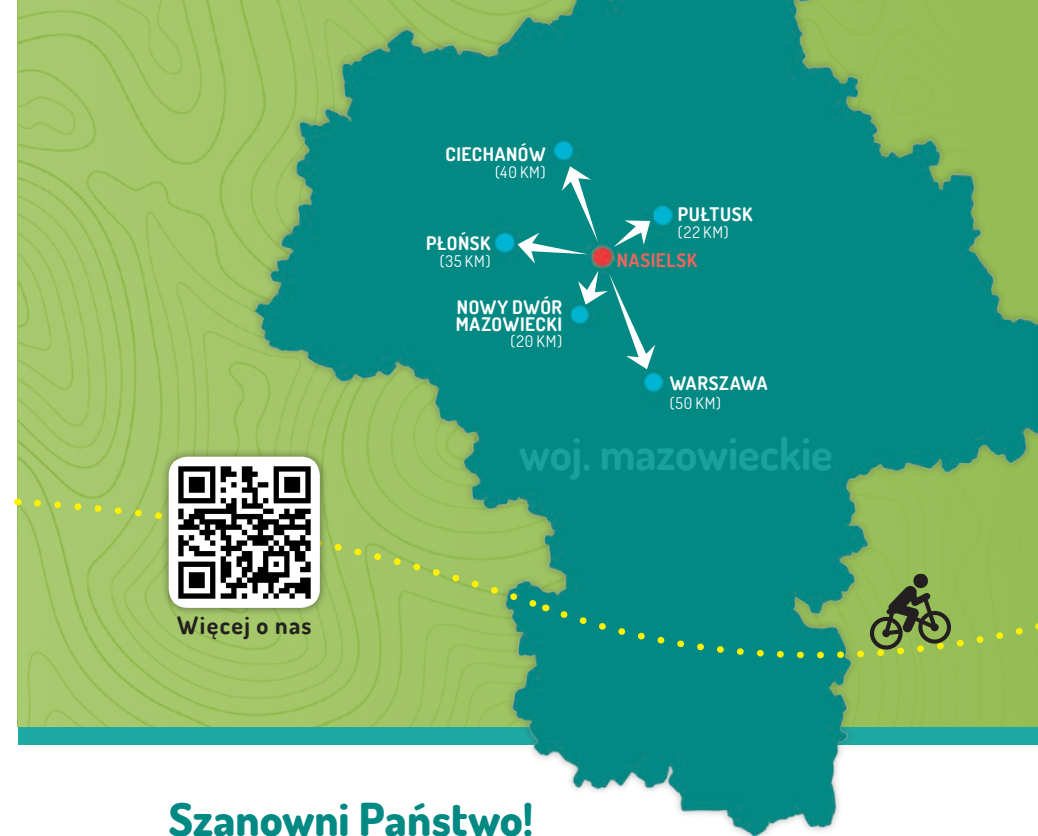 CIECHANÓW
(40 KM)
PUŁTUSK
(22 KM)
PŁOŃSK
(35 KM)
NASIELSK
NOWY DWÓR
MAZOWIECKI
(20 KM)
WARSZAWA
(50 KM)
woj. mazowieckie
Więcej o nas
Szanowni Państwo!